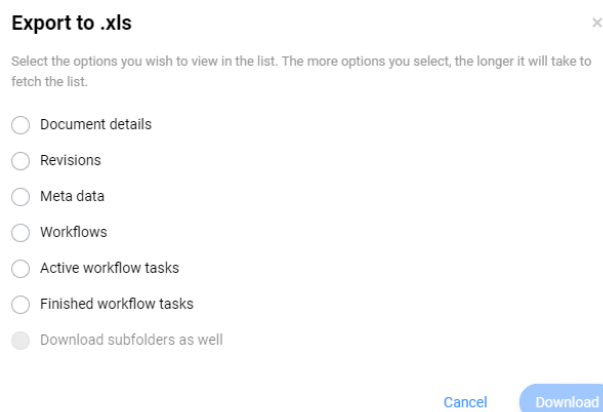 Export to .xls
×
Select the options you wish to view in the list. The more options you select, the longer it will take to
fetch the list.
Document details
Revisions
Meta data
Workflows
Active workflow tasks
Finished workflow tasks
Download subfolders as well
Cancel Download